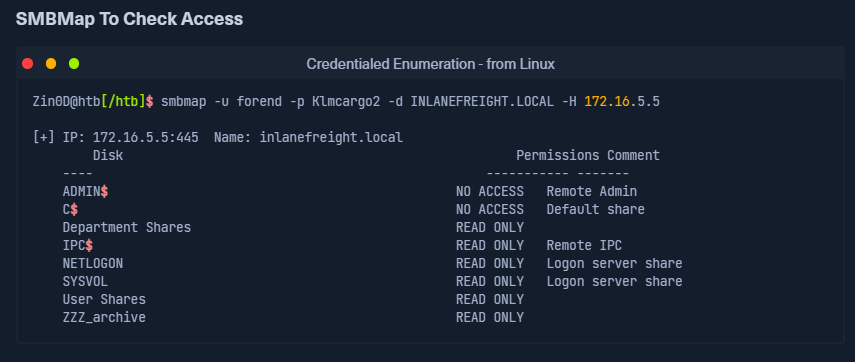 SMBMap To Check Access
Credentialed Enumeration - from Linux
Zin0D@htb[/htb]$ smbmap -u forend -p Klmcargo2 -d INLANEFREIGHT.LOCAL -H 172.16.5.5
[+] IP: 172.16.5.5:445  Name: inlanefreight.local
Disk Permissions Comment
---- ----------- -------
ADMIN$ NO ACCESS Remote Admin
C$ NO ACCESS Default share
Department Shares READ ONLY
IPC$ READ ONLY Remote IPC
NETLOGON READ ONLY Logon server share
SYSVOL READ ONLY Logon server share
User Shares READ ONLY
ZZZ_archive READ ONLY